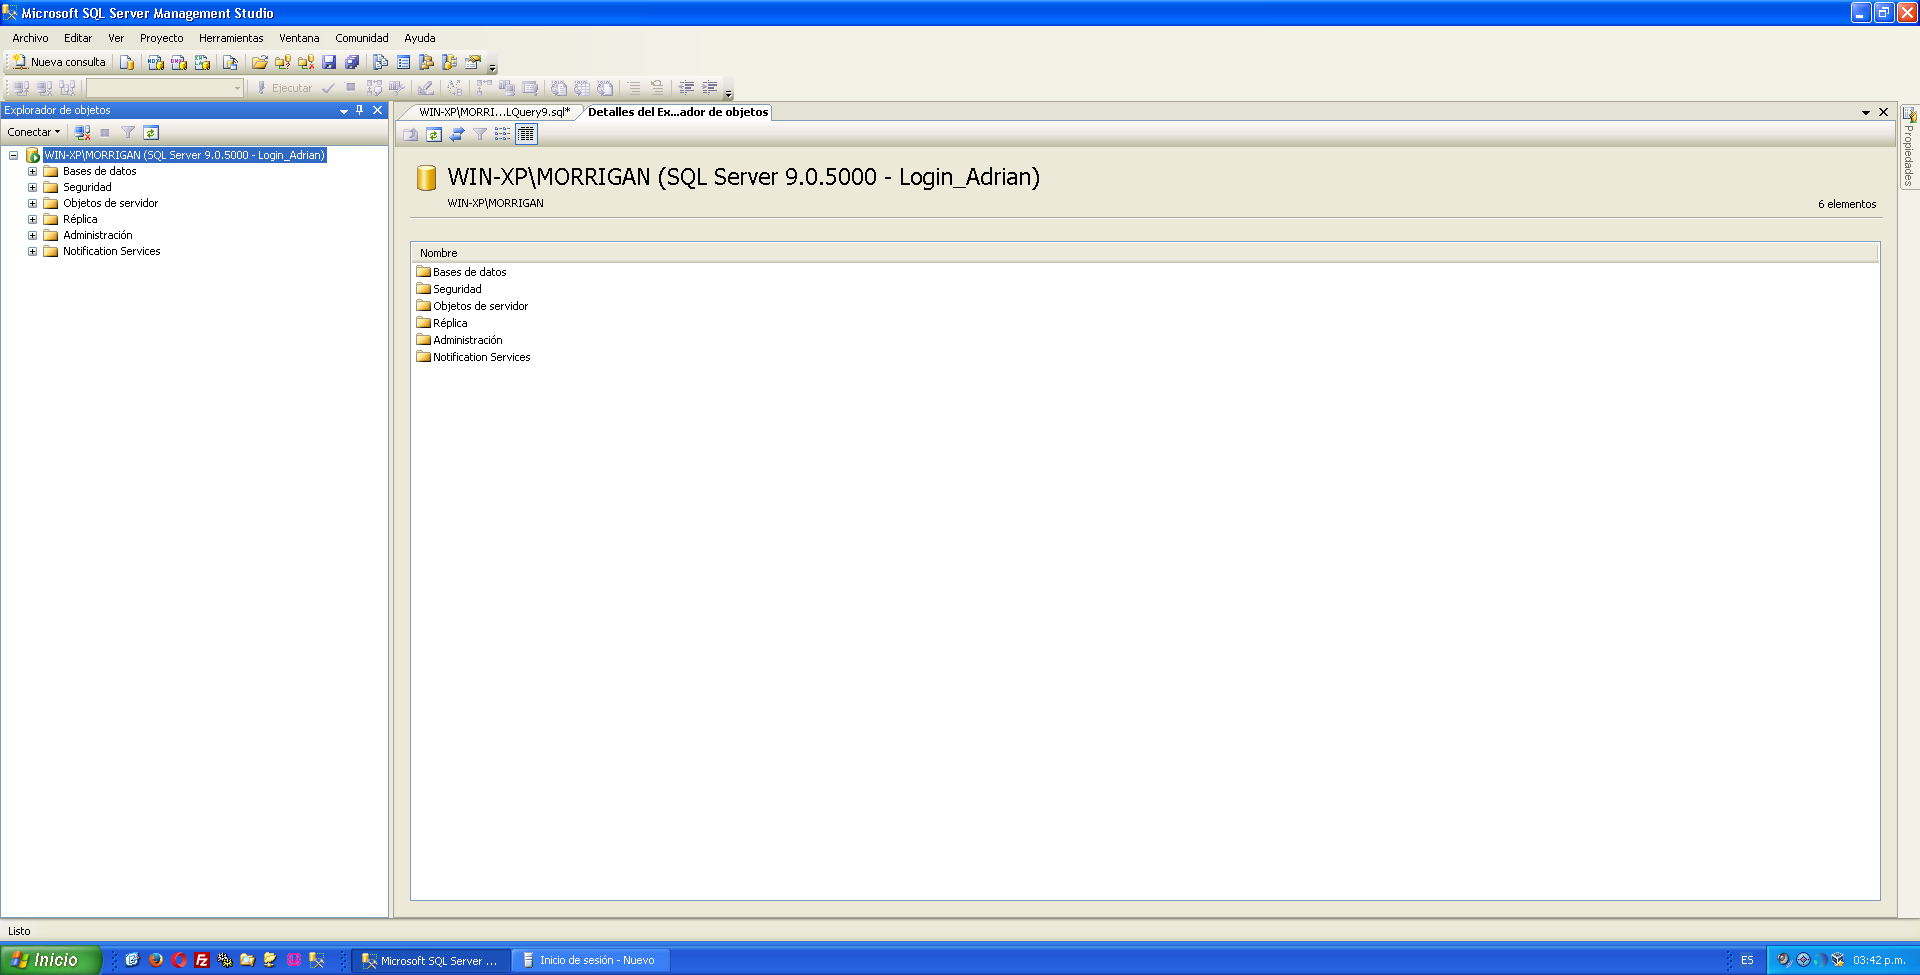 Microsoft SQL Server Management Studio
Archivo Editar Ver Proyecto Herramientas Ventana Comunidad Ayuda
Nueva consulta
Ejecutar
Explorador de objetos
Conectar
WIN-XP\MORRIGAN (SQL Server 9.0.5000 - Login_Adrian)
Bases de datos
Seguridad
Objetos de servidor
Réplica
Administración
Notification Services
WIN-XP\MORRI...LQuery9.sql* Detalles del Ex...ador de objetos
WIN-XP\MORRIGAN (SQL Server 9.0.5000 - Login_Adrian)
WIN-XP\MORRIGAN
6 elementos
Nombre
Bases de datos
Seguridad
Objetos de servidor
Réplica
Administración
Notification Services
Propiedades
Listo
Inicio
Microsoft SQL Server ...
Inicio de sesión - Nuevo
ES
03:42 p.m.